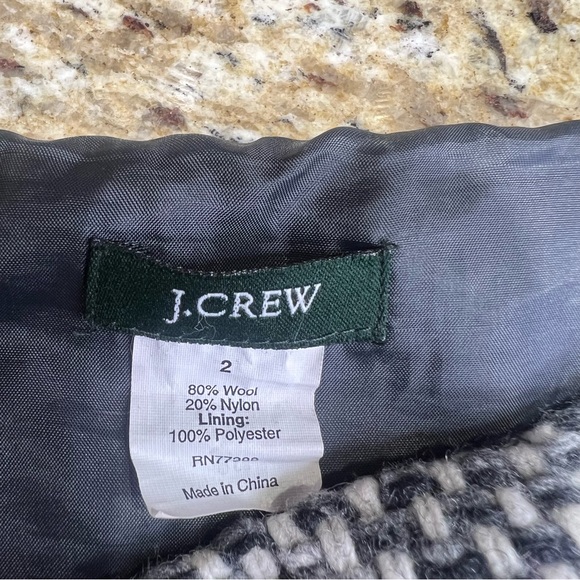 J.CREW
2
80% Wool
20% Nylon
Lining:
100% Polyester
Made in China